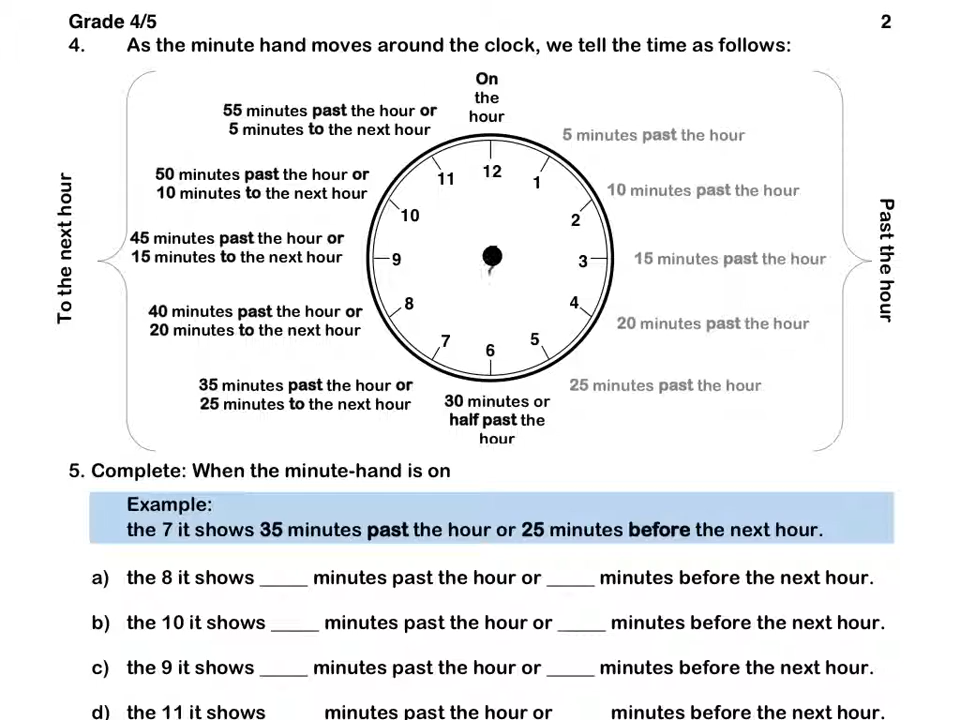 Grade 4/5
2
4. As the minute hand moves around the clock, we tell the time as follows:
On
the
hour
55 minutes past the hour or
5 minutes to the next hour
5 minutes past the hour
50 minutes past the hour or
10 minutes to the next hour
10 minutes past the hour
45 minutes past the hour or
15 minutes to the next hour
15 minutes past the hour
40 minutes past the hour or
20 minutes to the next hour
20 minutes past the hour
35 minutes past the hour or
25 minutes to the next hour
25 minutes past the hour
30 minutes or
half past the
hour
To the next hour
Past the hour
12
1
2
3
4
5
6
7
8
9
10
11
5. Complete: When the minute-hand is on
Example:
the 7 it shows 35 minutes past the hour or 25 minutes before the next hour.
a) the 8 it shows _____ minutes past the hour or _____ minutes before the next hour.
b) the 10 it shows _____ minutes past the hour or _____ minutes before the next hour.
c) the 9 it shows _____ minutes past the hour or _____ minutes before the next hour.
d) the 11 it shows minutes past the hour or minutes before the next hour.